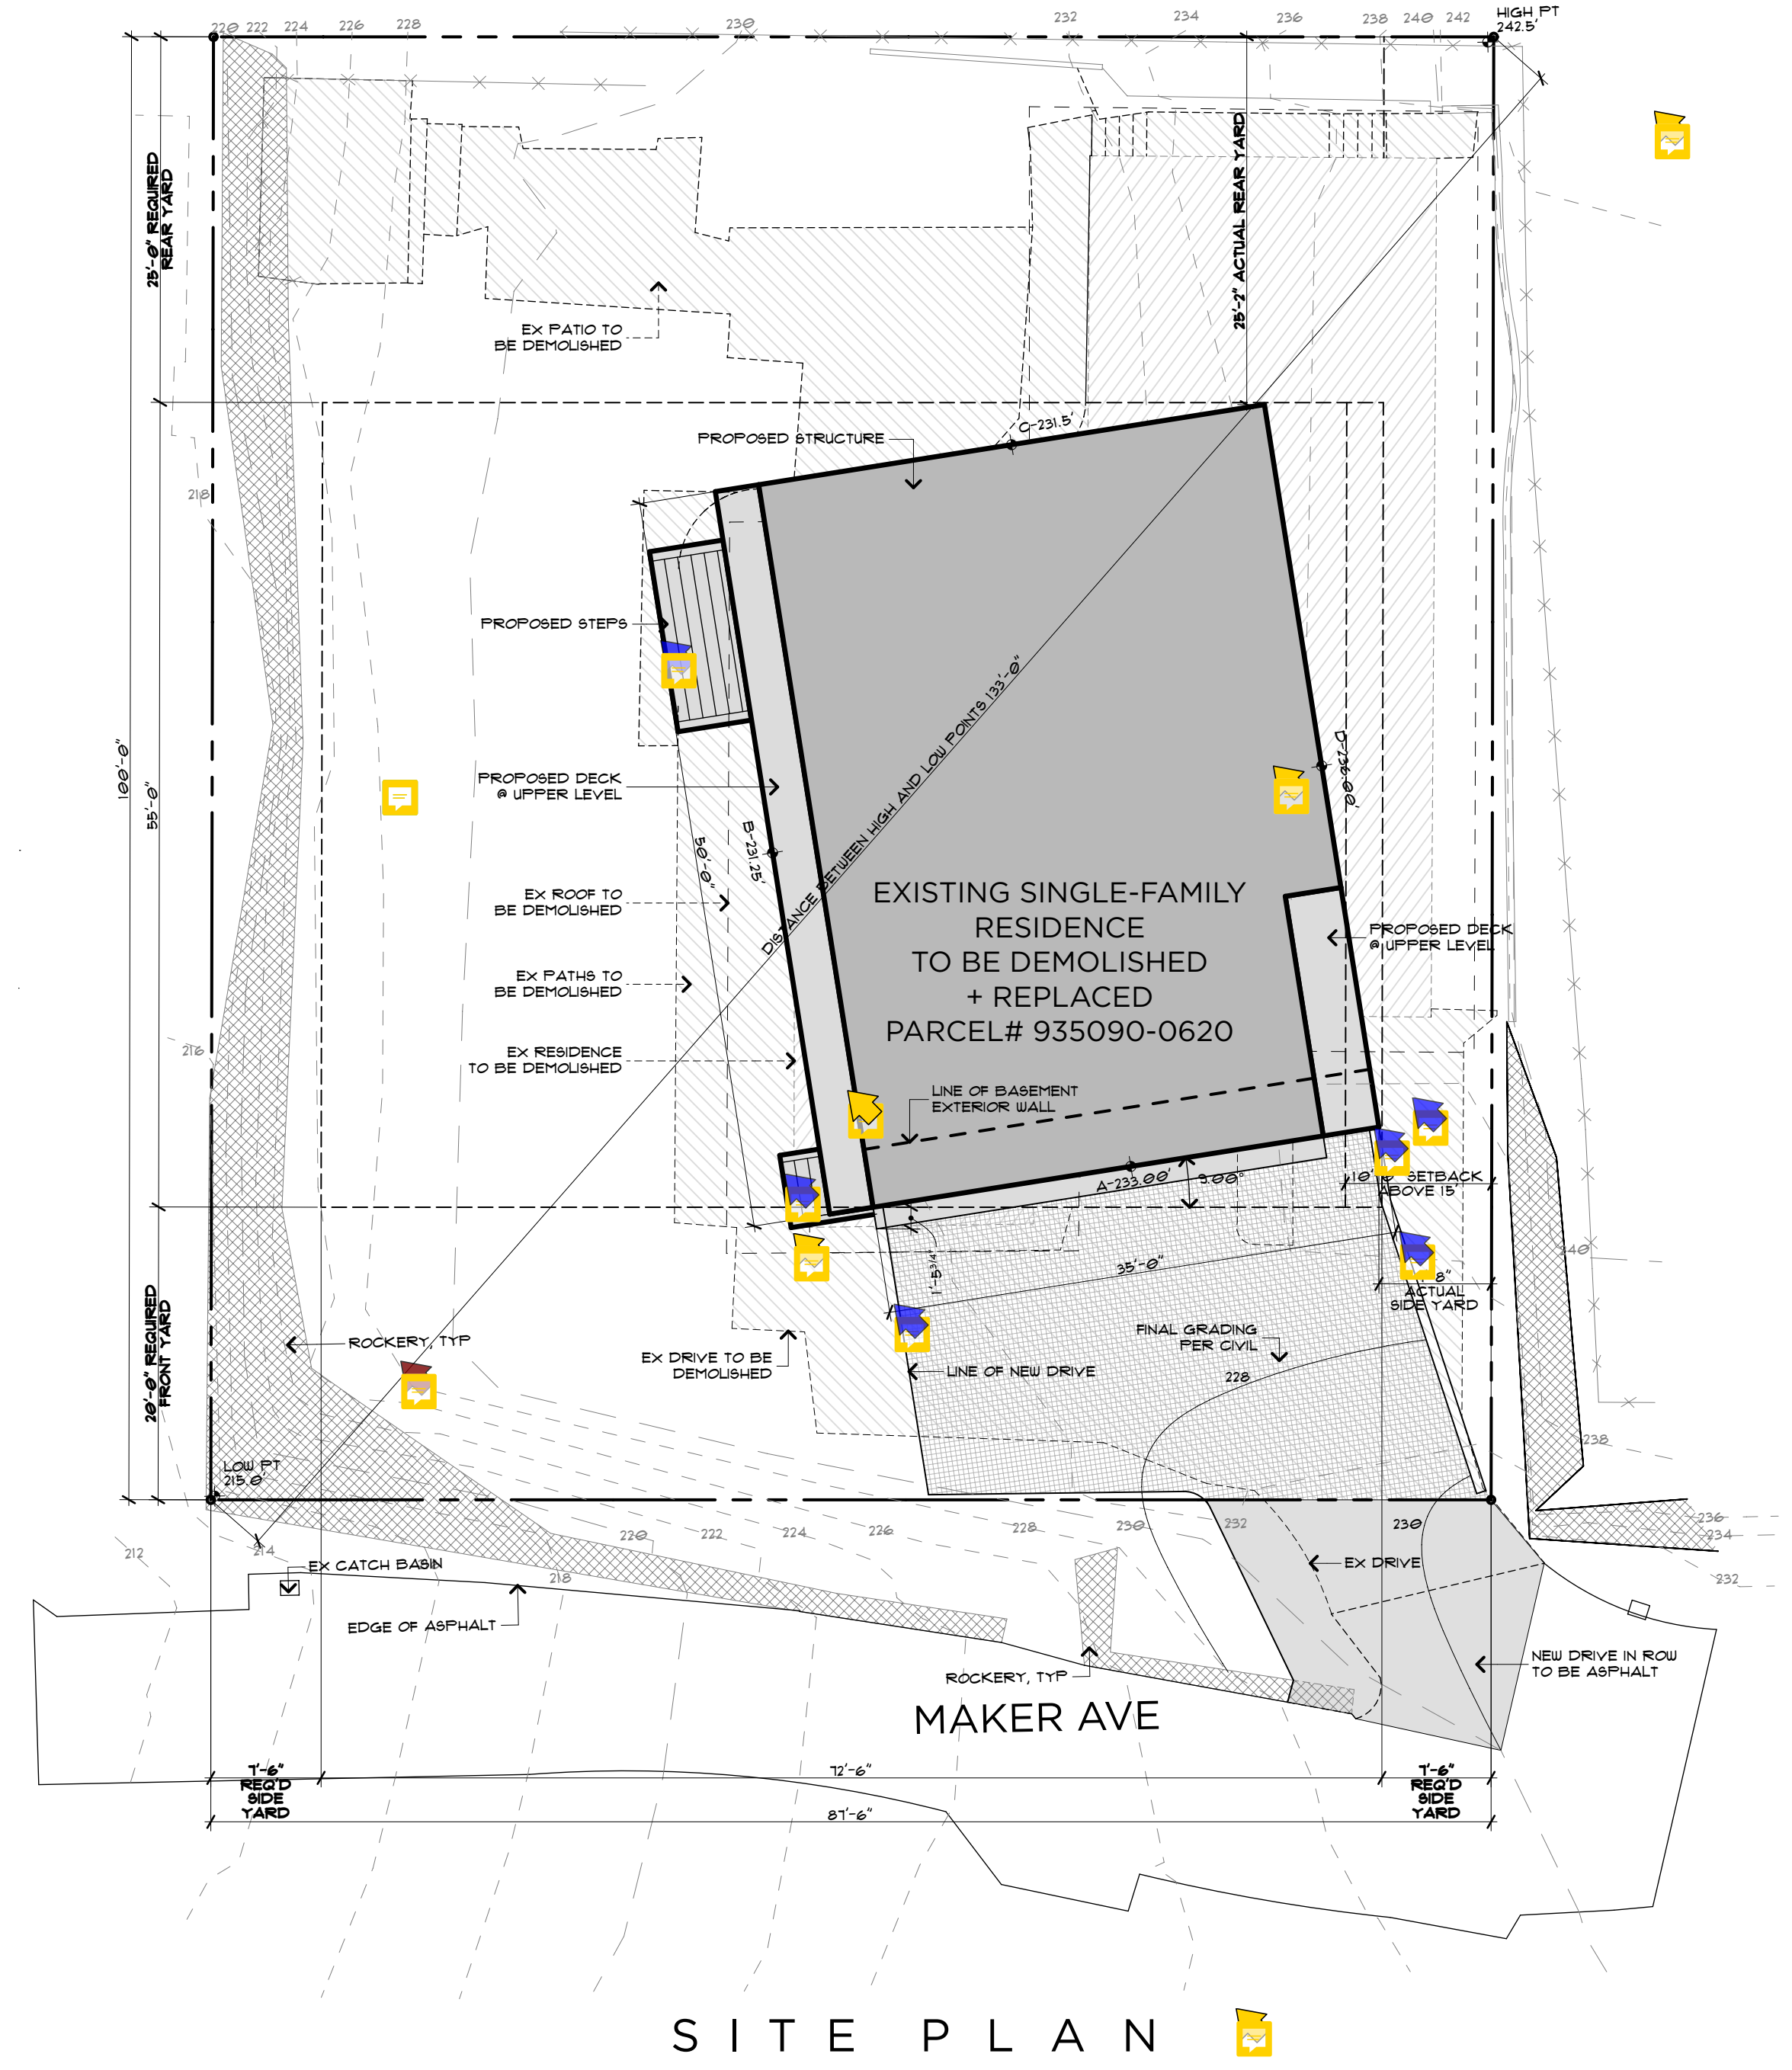 220 222 224 226 228 230 232 234 236 238 240 242
HIGH PT
242.5'
25'-0" REQUIRED
REAR YARD
25'-2" ACTUAL REAR YARD
EX PATIO TO
BE DEMOLISHED
PROPOSED STRUCTURE
C-231.5'
218
PROPOSED STEPS
DISTANCE BETWEEN HIGH AND LOW POINTS 133'-0"
D-236.00'
100'-0"
55'-0"
PROPOSED DECK
@ UPPER LEVEL
50'-0"
B-231.25'
EX ROOF TO
BE DEMOLISHED
EXISTING SINGLE-FAMILY
RESIDENCE
TO BE DEMOLISHED
+ REPLACED
PARCEL# 935090-0620
PROPOSED DECK
@ UPPER LEVEL
EX PATHS TO
BE DEMOLISHED
216
EX RESIDENCE
TO BE DEMOLISHED
LINE OF BASEMENT
EXTERIOR WALL
A-233.00'
9.00°
SETBACK
ABOVE 15'
240
1'-5 3/4"
35'-0"
8"
ACTUAL
SIDE YARD
20'-0" REQUIRED
FRONT YARD
ROCKERY, TYP
EX DRIVE TO BE
DEMOLISHED
LINE OF NEW DRIVE
FINAL GRADING
PER CIVIL
228
238
LOW PT
215.0'
212
214
218
220 222 224 226 228 230 232 230
236
234
232
EX CATCH BASIN
EX DRIVE
EDGE OF ASPHALT
ROCKERY, TYP
NEW DRIVE IN ROW
TO BE ASPHALT
MAKER AVE
7'-6"
REQ'D
SIDE
YARD
72'-6"
7'-6"
REQ'D
SIDE
YARD
87'-6"
SITE PLAN